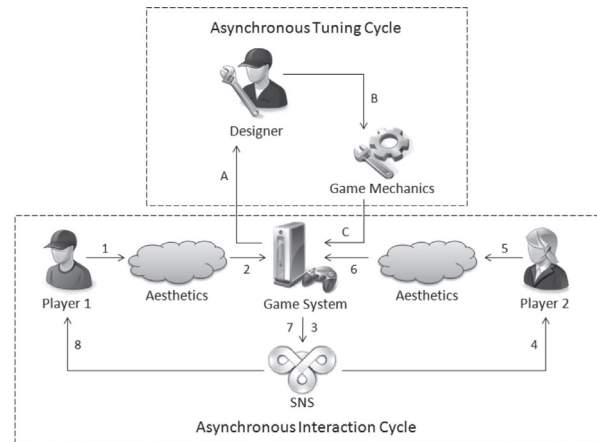 Asynchronous Tuning Cycle
B
Designer
A
Game Mechanics
C
1
2
6
5
Player 1
Aesthetics
Game System
Aesthetics
Player 2
8
7
3
4
SNS
Asynchronous Interaction Cycle